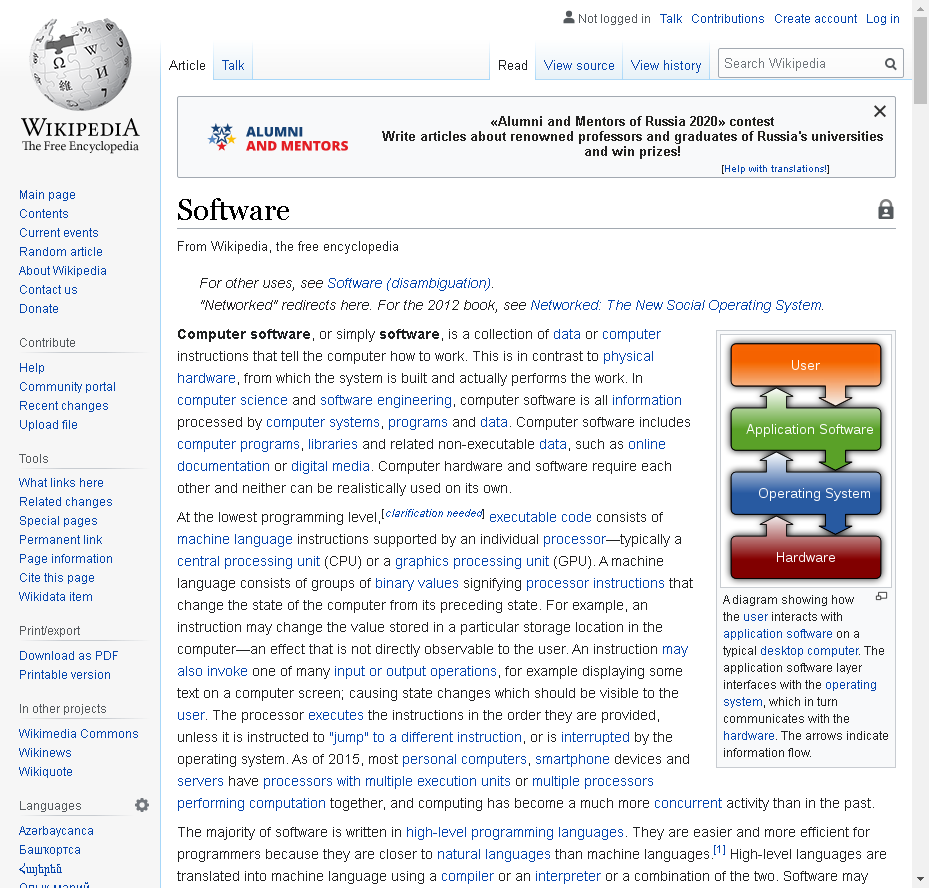 Not logged in Talk Contributions Create account Log in
Article Talk Read View source View history Search Wikipedia
WIKIPEDIA
The Free Encyclopedia
Main page
Contents
Current events
Random article
About Wikipedia
Contact us
Donate
Contribute
Help
Community portal
Recent changes
Upload file
Tools
What links here
Related changes
Special pages
Permanent link
Page information
Cite this page
Wikidata item
Print/export
Download as PDF
Printable version
In other projects
Wikimedia Commons
Wikinews
Wikiquote
Languages
Azərbaycanca
Башҡортса
Հայերեն
Олык марий
ALUMNI
AND MENTORS
«Alumni and Mentors of Russia 2020» contest
Write articles about renowned professors and graduates of Russia's universities
and win prizes!
[Help with translations!]
Software
From Wikipedia, the free encyclopedia
For other uses, see Software (disambiguation).
"Networked" redirects here. For the 2012 book, see Networked: The New Social Operating System.
Computer software, or simply software, is a collection of data or computer
instructions that tell the computer how to work. This is in contrast to physical
hardware, from which the system is built and actually performs the work. In
computer science and software engineering, computer software is all information
processed by computer systems, programs and data. Computer software includes
computer programs, libraries and related non-executable data, such as online
documentation or digital media. Computer hardware and software require each
other and neither can be realistically used on its own.
At the lowest programming level,[clarification needed] executable code consists of
machine language instructions supported by an individual processor—typically a
central processing unit (CPU) or a graphics processing unit (GPU). A machine
language consists of groups of binary values signifying processor instructions that
change the state of the computer from its preceding state. For example, an
instruction may change the value stored in a particular storage location in the
computer—an effect that is not directly observable to the user. An instruction may
also invoke one of many input or output operations, for example displaying some
text on a computer screen; causing state changes which should be visible to the
user. The processor executes the instructions in the order they are provided,
unless it is instructed to "jump" to a different instruction, or is interrupted by the
operating system. As of 2015, most personal computers, smartphone devices and
servers have processors with multiple execution units or multiple processors
performing computation together, and computing has become a much more concurrent activity than in the past.
The majority of software is written in high-level programming languages. They are easier and more efficient for
programmers because they are closer to natural languages than machine languages.[1] High-level languages are
translated into machine language using a compiler or an interpreter or a combination of the two. Software may
User
Application Software
Operating System
Hardware
A diagram showing how
the user interacts with
application software on a
typical desktop computer. The
application software layer
interfaces with the operating
system, which in turn
communicates with the
hardware. The arrows indicate
information flow.